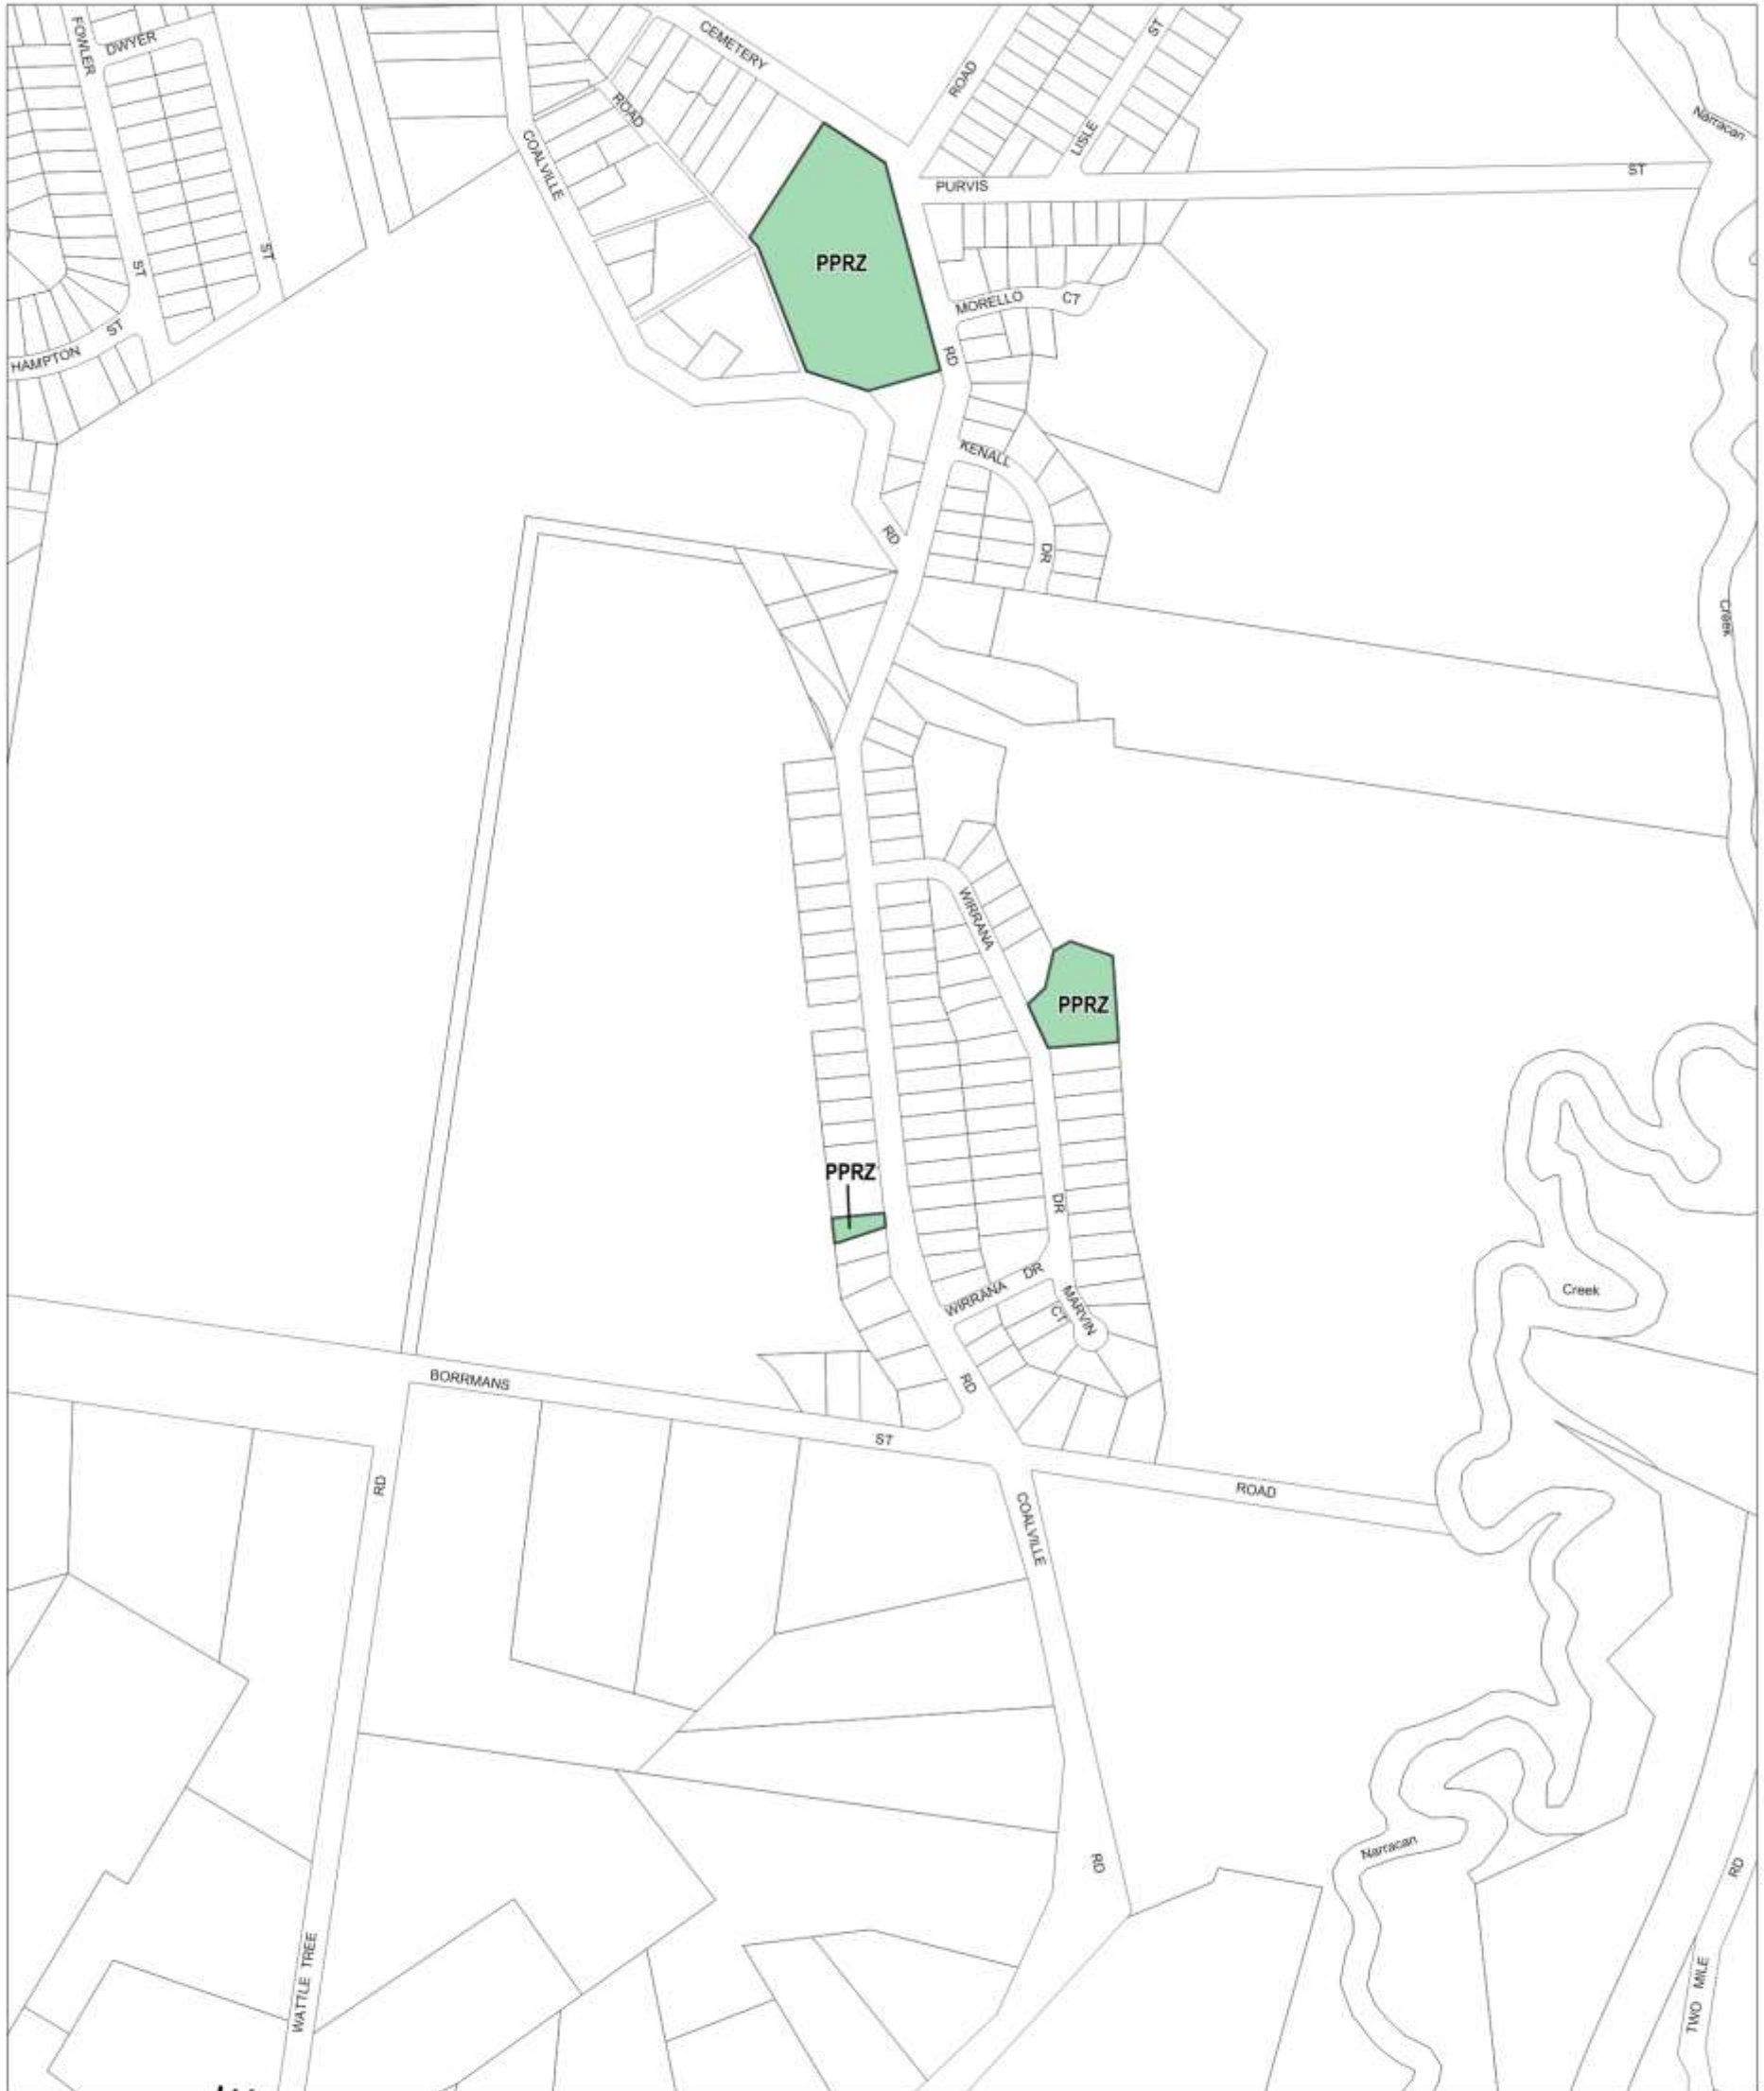 FOWLER
DWYER
ST
ST
HAMPTON
ST
CEMETERY
ROAD
ROAD
COALVILLE
ST
LISLE
PURVIS
ST
Narracan
PPRZ
MORELLO
CT
RD
KENALL
DR
RD
Creek
WIRRANA
PPRZ
PPRZ
DR
WIRRANA
DR
MARVIN
CT
Creek
RD
BORRMANS
ST
RD
ROAD
COALVILLE
RD
Narracan
RD
WATTLE TREE
TWO MILE